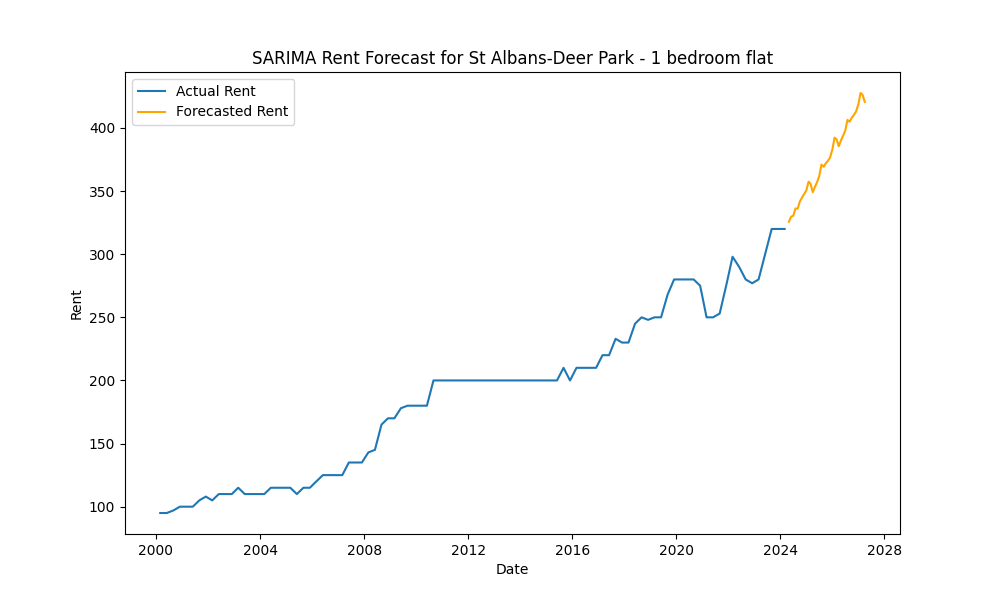 SARIMA Rent Forecast for St Albans-Deer Park - 1 bedroom flat
Actual Rent
Forecasted Rent
400
350
300
250
200
150
100
Rent
2000 2004 2008 2012 2016 2020 2024 2028
Date